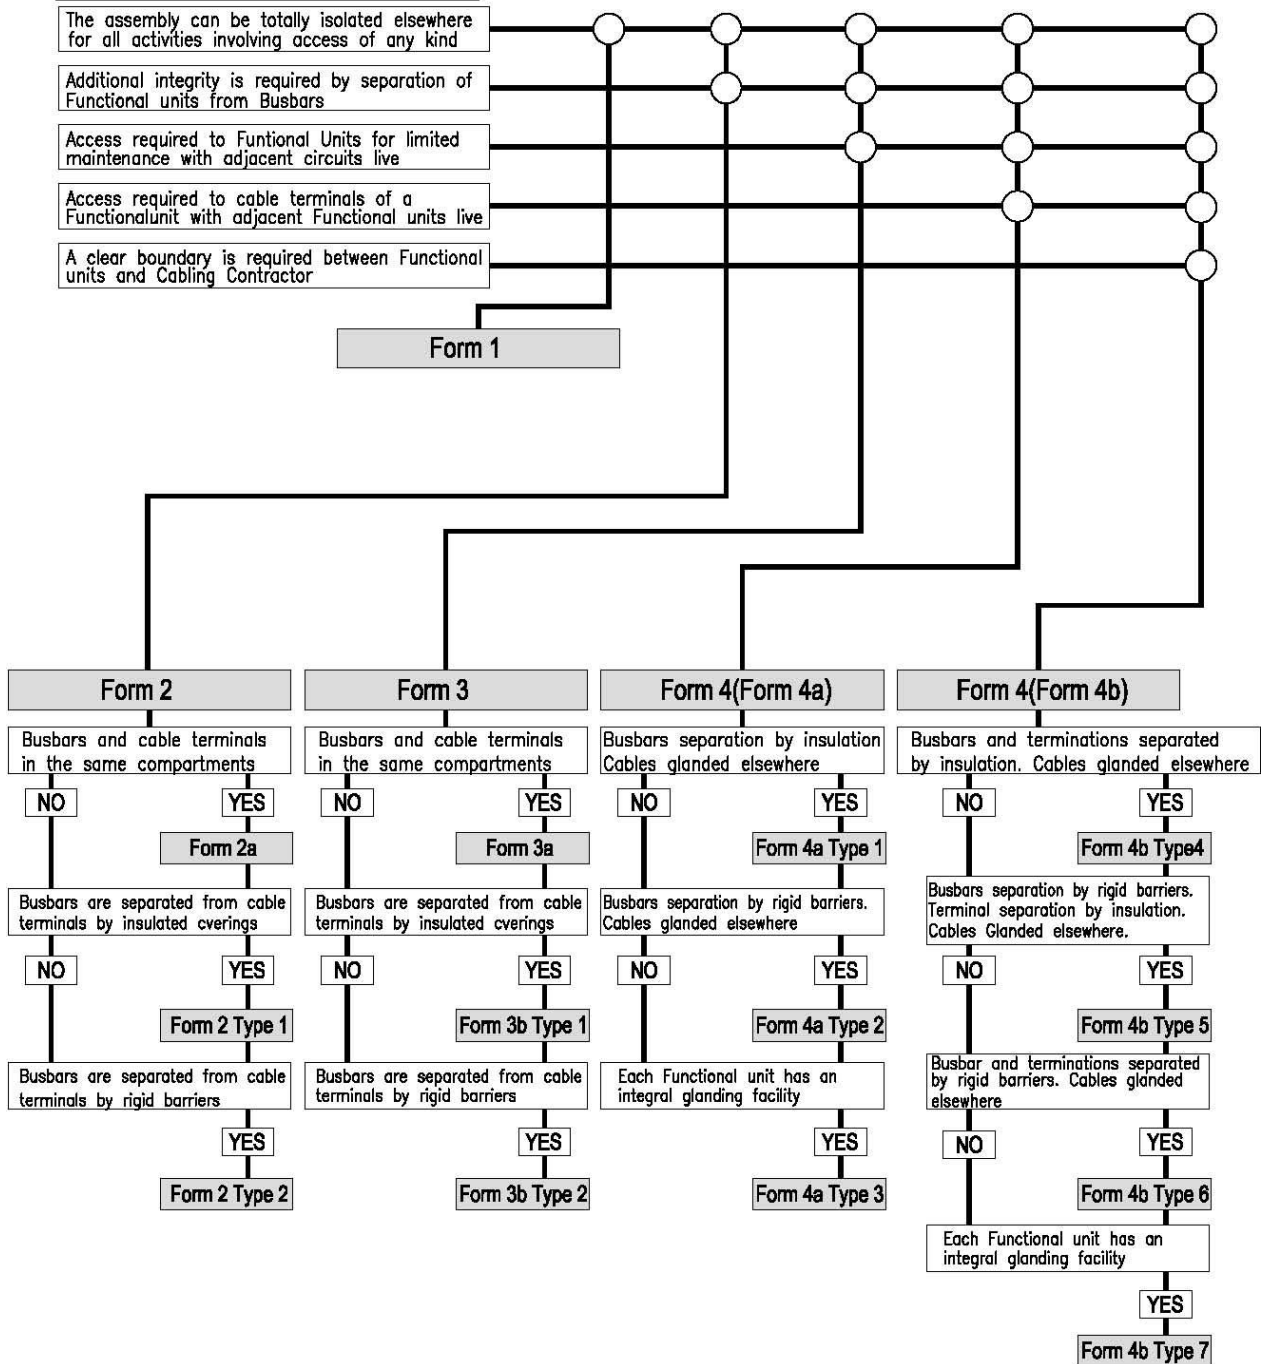 The assembly can be totally isolated elsewhere
for all activities involving access of any kind
Additional integrity is required by separation of
Functional units from Busbars
Access required to Funtional Units for limited
maintenance with adjacent circuits live
Access required to cable terminals of a
Functionalunit with adjacent Functional units live
A clear boundary is required between Functional
units and Cabling Contractor
Form 1
Form 2
Busbars and cable terminals
in the same compartments
NO
YES
Form 2a
Busbars are separated from cable
terminals by insulated cverings
NO
YES
Form 2 Type 1
Busbars are separated from cable
terminals by rigid barriers
YES
Form 2 Type 2
Form 3
Busbars and cable terminals
in the same compartments
NO
YES
Form 3a
Busbars are separated from cable
terminals by insulated cverings
NO
YES
Form 3b Type 1
Busbars are separated from cable
terminals by rigid barriers
YES
Form 3b Type 2
Form 4(Form 4a)
Busbars separation by insulation
Cables glanded elsewhere
NO
YES
Form 4a Type 1
Busbars separation by rigid barriers.
Cables glanded elsewhere
NO
YES
Form 4a Type 2
Each Functional unit has an
integral glanding facility
YES
Form 4a Type 3
Form 4(Form 4b)
Busbars and terminations separated
by insulation. Cables glanded elsewhere
NO
YES
Form 4b Type4
Busbars separation by rigid barriers.
Terminal separation by insulation.
Cables Glanded elsewhere.
NO
YES
Form 4b Type 5
Busbar and terminations separated
by rigid barriers. Cables glanded
elsewhere
NO
YES
Form 4b Type 6
Each Functional unit has an
integral glanding facility
YES
Form 4b Type 7